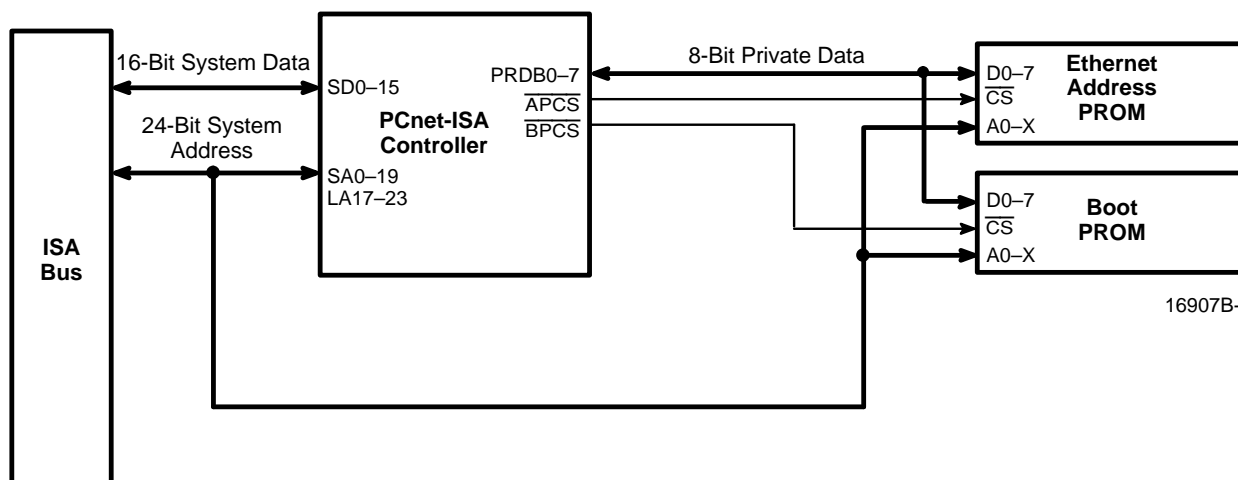 16-Bit System Data
24-Bit System
Address
ISA
Bus
SD0–15
PCnet-ISA
Controller
SA0–19
LA17–23
PRDB0–7
APCS
BPCS
8-Bit Private Data
D0–7
CS
A0–X
Ethernet
Address
PROM
D0–7
CS
A0–X
Boot
PROM
16907B-